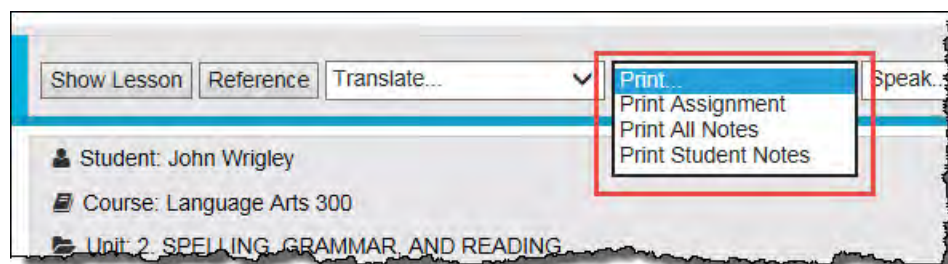 Show Lesson Reference Translate... Print... Speak..
Print Assignment
Print All Notes
Print Student Notes
Student: John Wrigley
Course: Language Arts 300
Unit: 2. SPELLING, GRAMMAR, AND READING